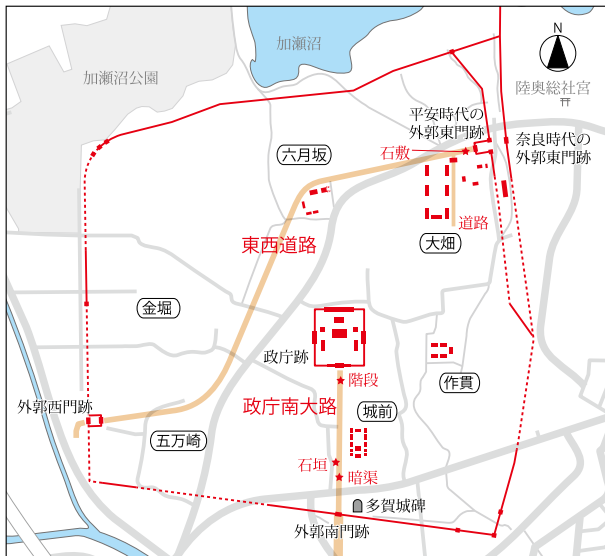 加瀬沼
加瀬沼公園
N
陸奥総社宮
平安時代の
外郭東門跡
奈良時代の
外郭東門跡
石敷
六月坂
道路
大畑
東西道路
金堀
政庁跡
階段
作貫
外郭西門跡
政庁南大路
城前
五万崎
石垣
暗渠
多賀城碑
外郭南門跡